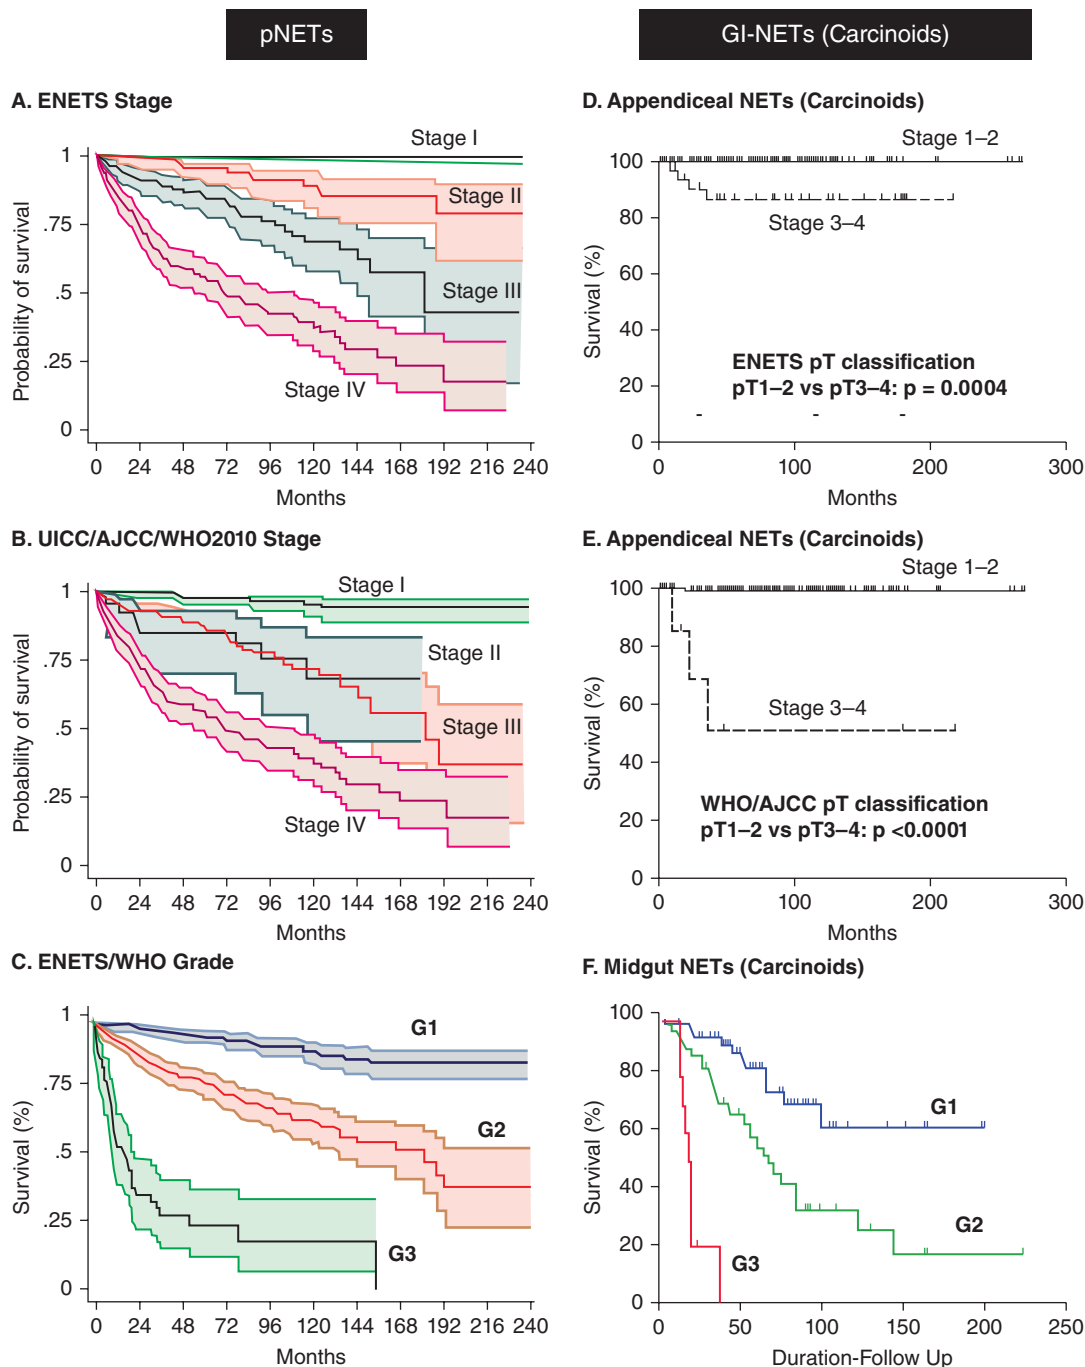 pNETs
GI-NETs (Carcinoids)
A. ENETS Stage
Probability of survival
1
.75
.5
.25
0
Stage I
Stage II
Stage III
Stage IV
0 24 48 72 96 120 144 168 192 216 240
Months
B. UICC/AJCC/WHO2010 Stage
Probability of survival
1
.75
.5
.25
0
Stage I
Stage II
Stage III
Stage IV
0 24 48 72 96 120 144 168 192 216 240
Months
C. ENETS/WHO Grade
Survival (%)
1
.75
.5
.25
0
G1
G2
G3
0 24 48 72 96 120 144 168 192 216 240
Months
D. Appendiceal NETs (Carcinoids)
Survival (%)
100
80
60
40
20
0
Stage 1–2
Stage 3–4
ENETS pT classification
pT1–2 vs pT3–4: p = 0.0004
0 100 200 300
Months
E. Appendiceal NETs (Carcinoids)
Survival (%)
100
80
60
40
20
0
Stage 1–2
Stage 3–4
WHO/AJCC pT classification
pT1–2 vs pT3–4: p <0.0001
0 100 200 300
Months
F. Midgut NETs (Carcinoids)
Survival (%)
100
80
60
40
20
0
G1
G2
G3
0 50 100 150 200 250
Duration-Follow Up